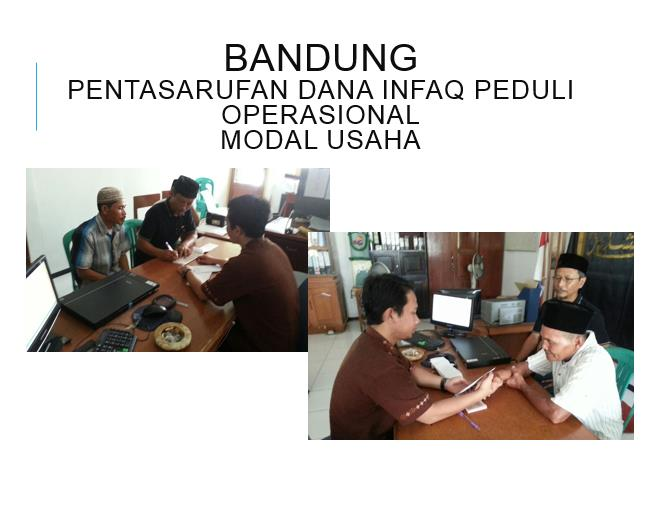 BANDUNG
PENTASARUFAN DANA INFAQ PEDULI
OPERASIONAL
MODAL USAHA